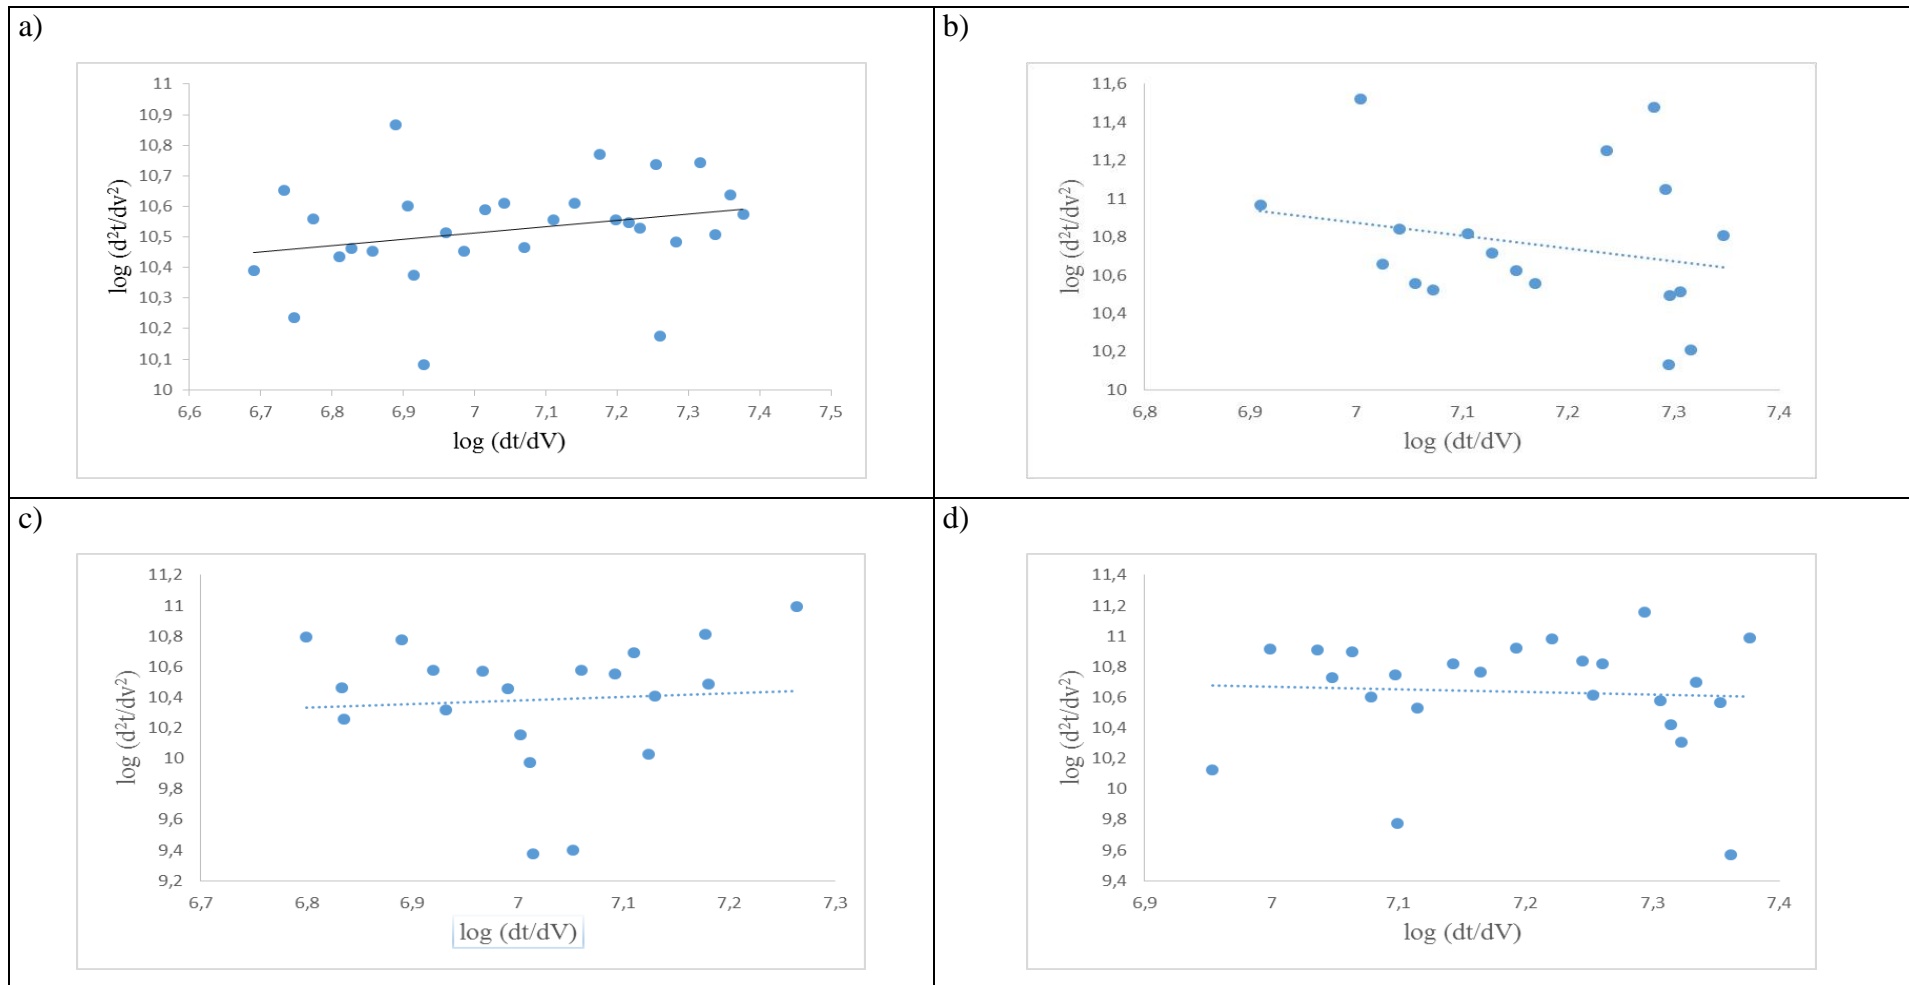 a)
11
10,9
10,8
10,7
10,6
10,5
10,4
10,3
10,2
10,1
10
log (d²t/dv²)
6,6 6,7 6,8 6,9 7 7,1 7,2 7,3 7,4 7,5
log (dt/dV)
b)
11,6
11,4
11,2
11
10,8
10,6
10,4
10,2
10
log (d²t/dv²)
6,8 6,9 7 7,1 7,2 7,3 7,4
log (dt/dV)
c)
11,2
11
10,8
10,6
10,4
10,2
10
9,8
9,6
9,4
9,2
log (d²t/dv²)
6,7 6,8 6,9 7 7,1 7,2 7,3
log (dt/dV)
d)
11,4
11,2
11
10,8
10,6
10,4
10,2
10
9,8
9,6
9,4
log (d²t/dv²)
6,9 7 7,1 7,2 7,3 7,4
log (dt/dV)